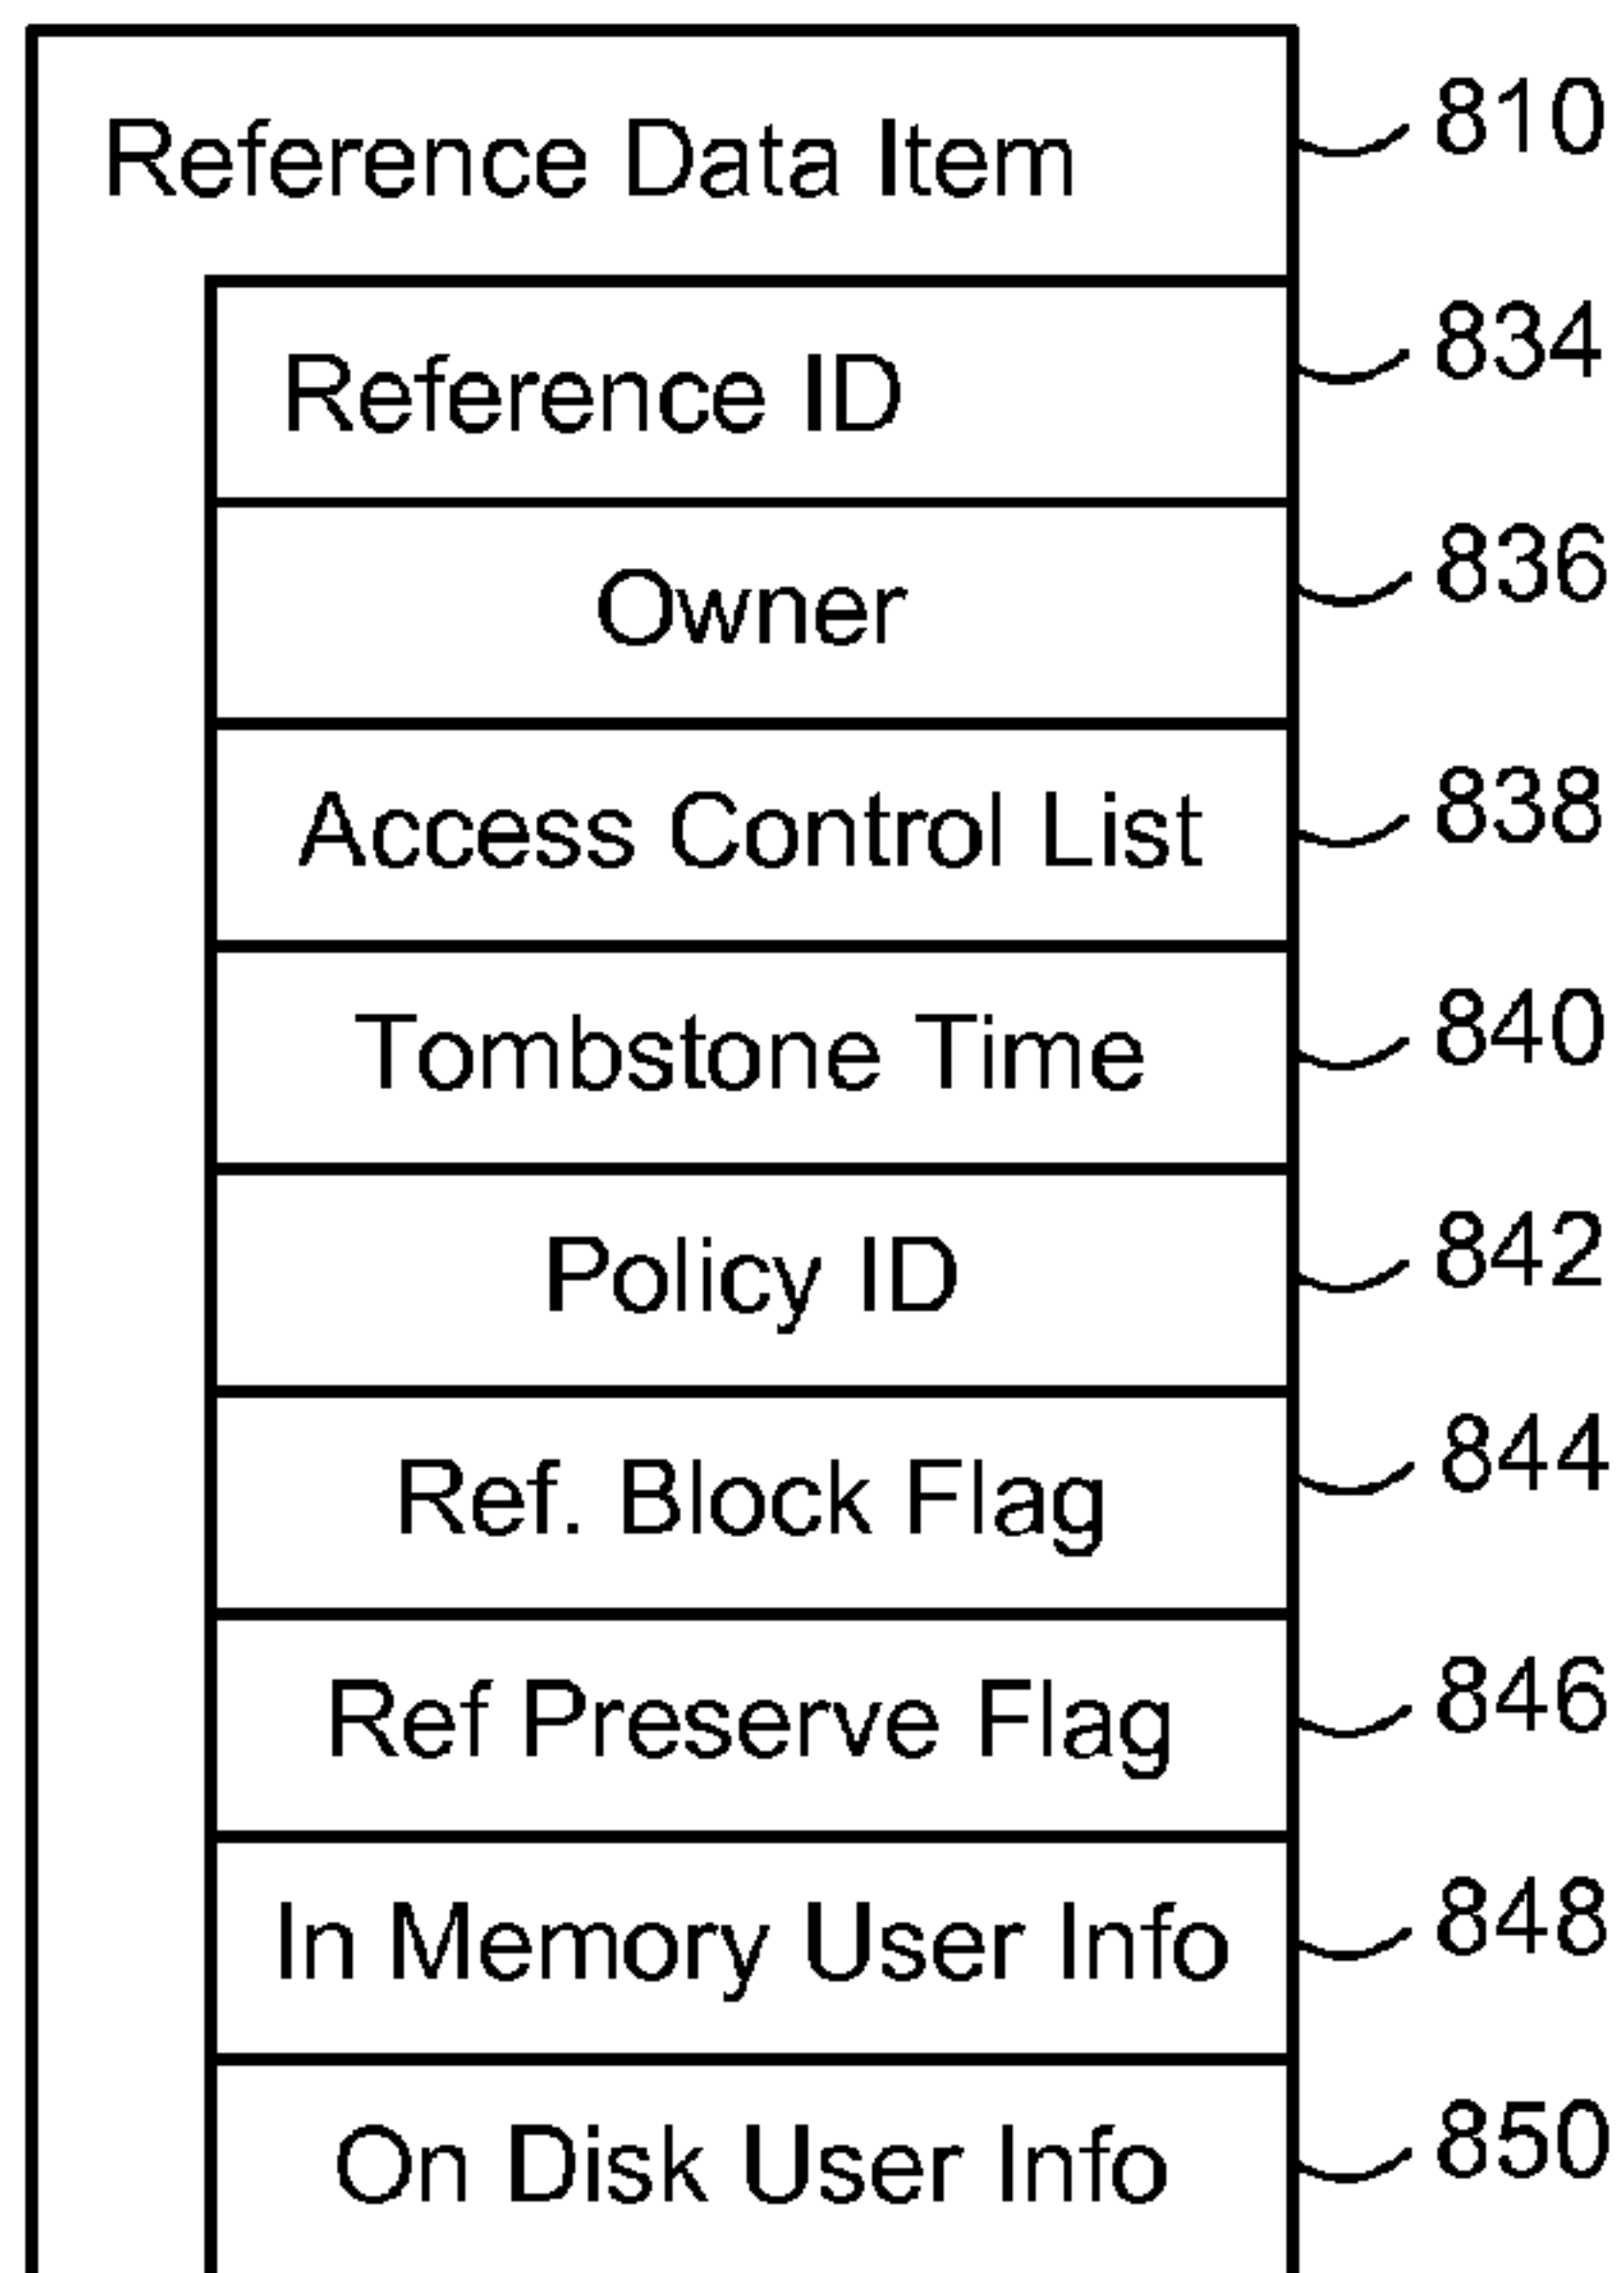 Reference Data Item 810
Reference ID 834
Owner 836
Access Control List 838
Tombstone Time 840
Policy ID 842
Ref. Block Flag 844
Ref Preserve Flag 846
In Memory User Info 848
On Disk User Info 850